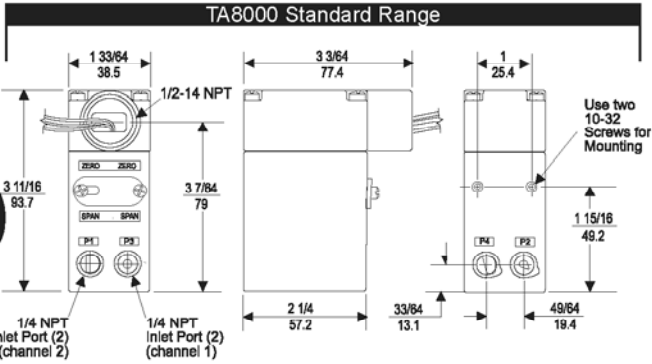 TA8000 Standard Range
1 33/64
38.5
3 3/64
77.4
1
25.4
1/2-14 NPT
Use two
10-32
Screws for
Mounting
ZERO ZERO
3 11/16
93.7
3 7/64
79
SPAN SPAN
1 15/16
49.2
P1 P3
P4 P2
1/4 NPT
nlet Port (2)
(channel 2)
1/4 NPT
Inlet Port (2)
(channel 1)
2 1/4
57.2
33/64
13.1
49/64
19.4